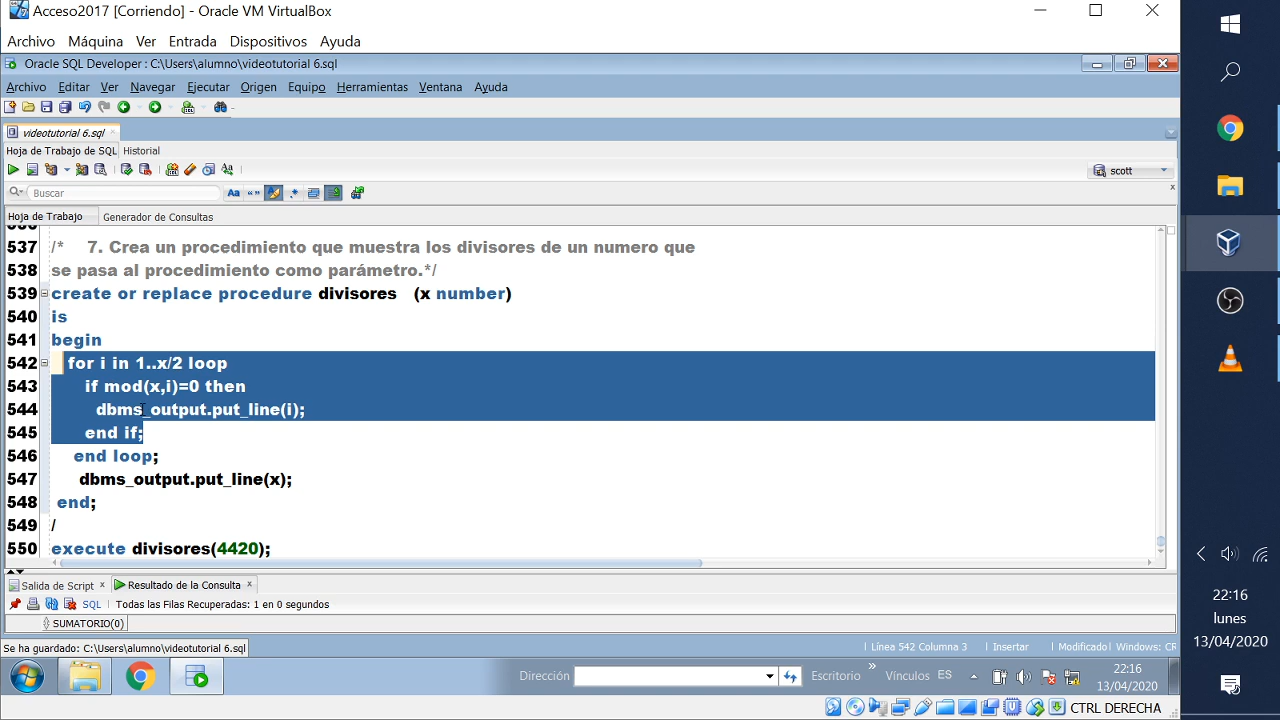 Acceso2017 [Corriendo] - Oracle VM VirtualBox
Archivo Máquina Ver Entrada Dispositivos Ayuda
Oracle SQL Developer : C:\Users\alumno\videotutorial 6.sql
Archivo Editar Ver Navegar Ejecutar Origen Equipo Herramientas Ventana Ayuda
videotutorial 6.sql
Hoja de Trabajo de SQL Historial
scott
Buscar
Hoja de Trabajo Generador de Consultas
537 /* 7. Crea un procedimiento que muestra los divisores de un numero que
538 se pasa al procedimiento como parámetro.*/
539 create or replace procedure divisores (x number)
540 is
541 begin
542 for i in 1..x/2 loop
543 if mod(x,i)=0 then
544 dbms_output.put_line(i);
545 end if;
546 end loop;
547 dbms_output.put_line(x);
548 end;
549 /
550 execute divisores(4420);
Salida de Script Resultado de la Consulta
SQL Todas las Filas Recuperadas: 1 en 0 segundos
SUMATORIO(0)
Se ha guardado: C:\Users\alumno\videotutorial 6.sql
Línea 542 Columna 3 Insertar Modificado Windows: CR
Dirección Escritorio Vínculos ES 22:16
13/04/2020
CTRL DERECHA
22:16
lunes
13/04/2020